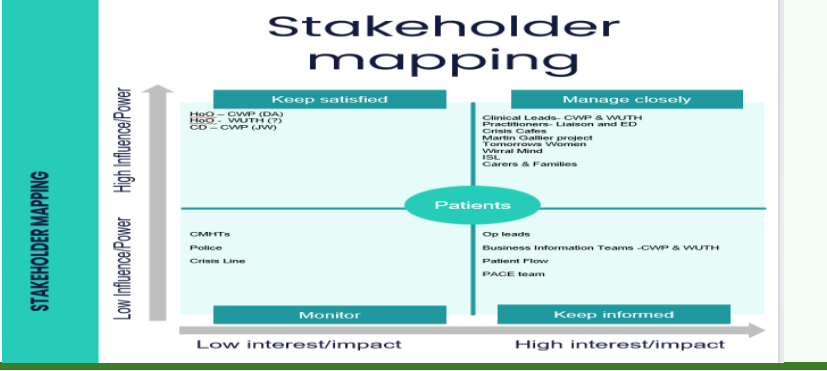 Stakeholder
mapping
STAKEHOLDER MAPPING
High Influence/Power
Low Influence/Power
Keep satisfied
HoO – CWP (DA)
HoO - WUTH (?)
CD – CWP (JW)
Manage closely
Clinical Leads- CWP & WUTH
Practitioners- Liaison and ED
Crisis Cafes
Martin Gallier project
Tomorrows Women
Wirral Mind
ISL
Carers & Families
Patients
CMHTs
Police
Crisis Line
Monitor
Op leads
Business Information Teams -CWP & WUTH
Patient Flow
PACE team
Keep informed
Low interest/impact
High interest/impact